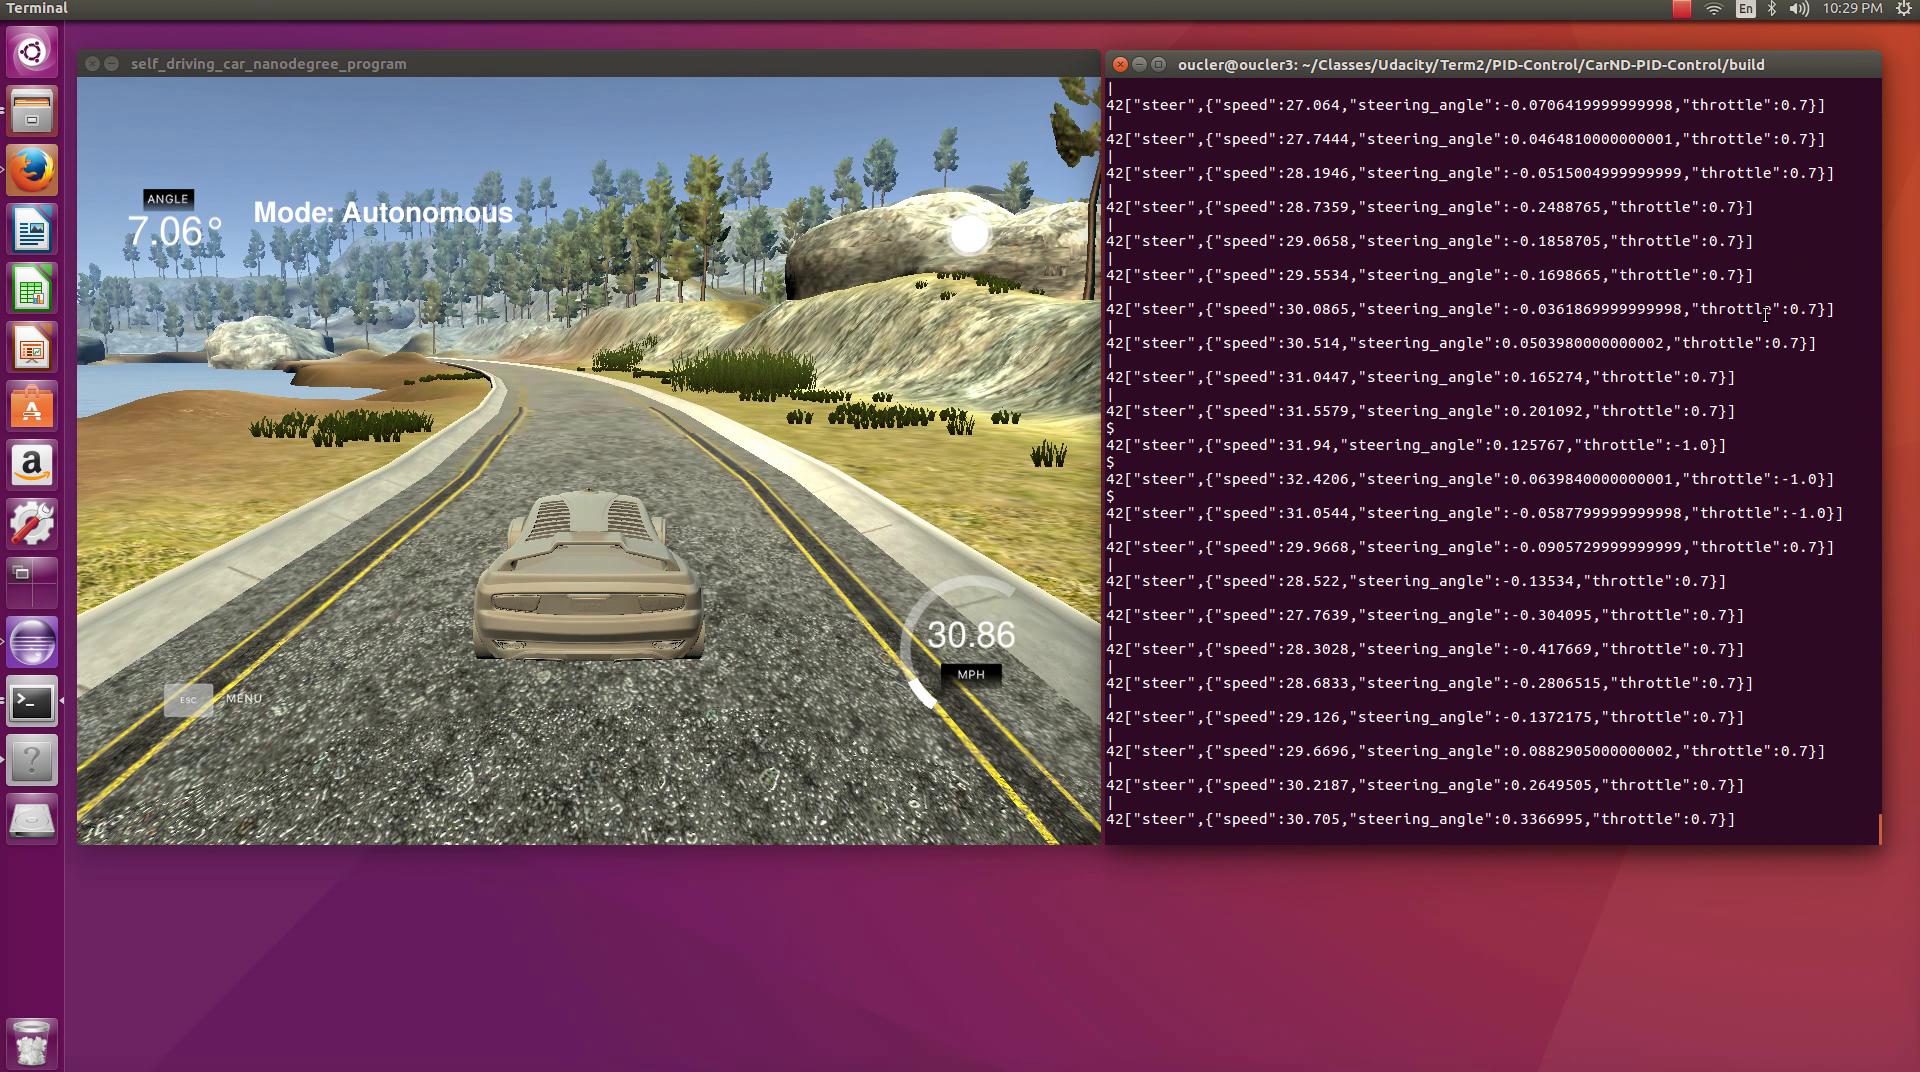 Terminal
En
10:29 PM
self_driving_car_nanodegree_program
ANGLE
7.06°
Mode: Autonomous
30.86
MPH
ESC
:MENU
oucler@oucler3: ~/Classes/Udacity/Term2/PID-Control/CarND-PID-Control/build
|
42["steer",{"speed":27.064,"steering_angle":-0.0706419999999998,"throttle":0.7}]
|
42["steer",{"speed":27.7444,"steering_angle":0.0464810000000001,"throttle":0.7}]
|
42["steer",{"speed":28.1946,"steering_angle":-0.0515004999999999,"throttle":0.7}]
|
42["steer",{"speed":28.7359,"steering_angle":-0.2488765,"throttle":0.7}]
|
42["steer",{"speed":29.0658,"steering_angle":-0.1858705,"throttle":0.7}]
|
42["steer",{"speed":29.5534,"steering_angle":-0.1698665,"throttle":0.7}]
|
42["steer",{"speed":30.0865,"steering_angle":-0.0361869999999998,"throttle":0.7}]
|
42["steer",{"speed":30.514,"steering_angle":0.0503980000000002,"throttle":0.7}]
|
42["steer",{"speed":31.0447,"steering_angle":0.165274,"throttle":0.7}]
|
42["steer",{"speed":31.5579,"steering_angle":0.201092,"throttle":0.7}]
$
42["steer",{"speed":31.94,"steering_angle":0.125767,"throttle":-1.0}]
$
42["steer",{"speed":32.4206,"steering_angle":0.0639840000000001,"throttle":-1.0}]
$
42["steer",{"speed":31.0544,"steering_angle":-0.0587799999999998,"throttle":-1.0}]
|
42["steer",{"speed":29.9668,"steering_angle":-0.0905729999999999,"throttle":0.7}]
|
42["steer",{"speed":28.522,"steering_angle":-0.13534,"throttle":0.7}]
|
42["steer",{"speed":27.7639,"steering_angle":-0.304095,"throttle":0.7}]
|
42["steer",{"speed":28.3028,"steering_angle":-0.417669,"throttle":0.7}]
|
42["steer",{"speed":28.6833,"steering_angle":-0.2806515,"throttle":0.7}]
|
42["steer",{"speed":29.126,"steering_angle":-0.1372175,"throttle":0.7}]
|
42["steer",{"speed":29.6696,"steering_angle":0.0882905000000002,"throttle":0.7}]
|
42["steer",{"speed":30.2187,"steering_angle":0.2649505,"throttle":0.7}]
|
42["steer",{"speed":30.705,"steering_angle":0.3366995,"throttle":0.7}]